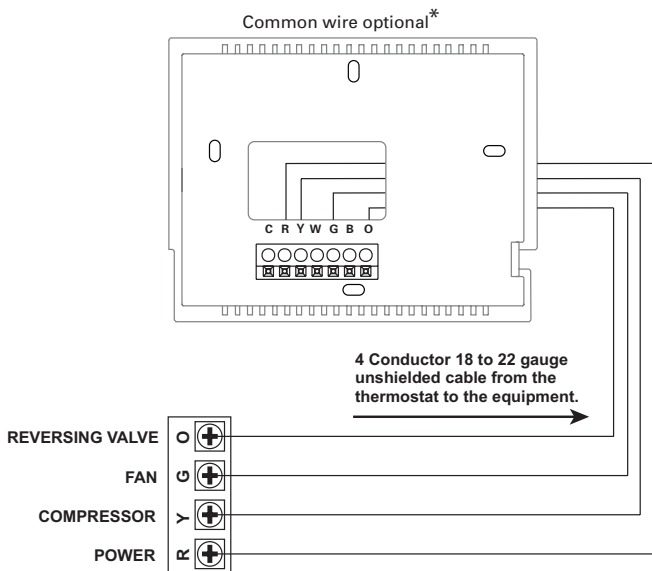 Common wire optional*
C R Y W G B O
4 Conductor 18 to 22 gauge
unshielded cable from the
thermostat to the equipment.
REVERSING VALVE O
FAN G
COMPRESSOR Y
POWER R